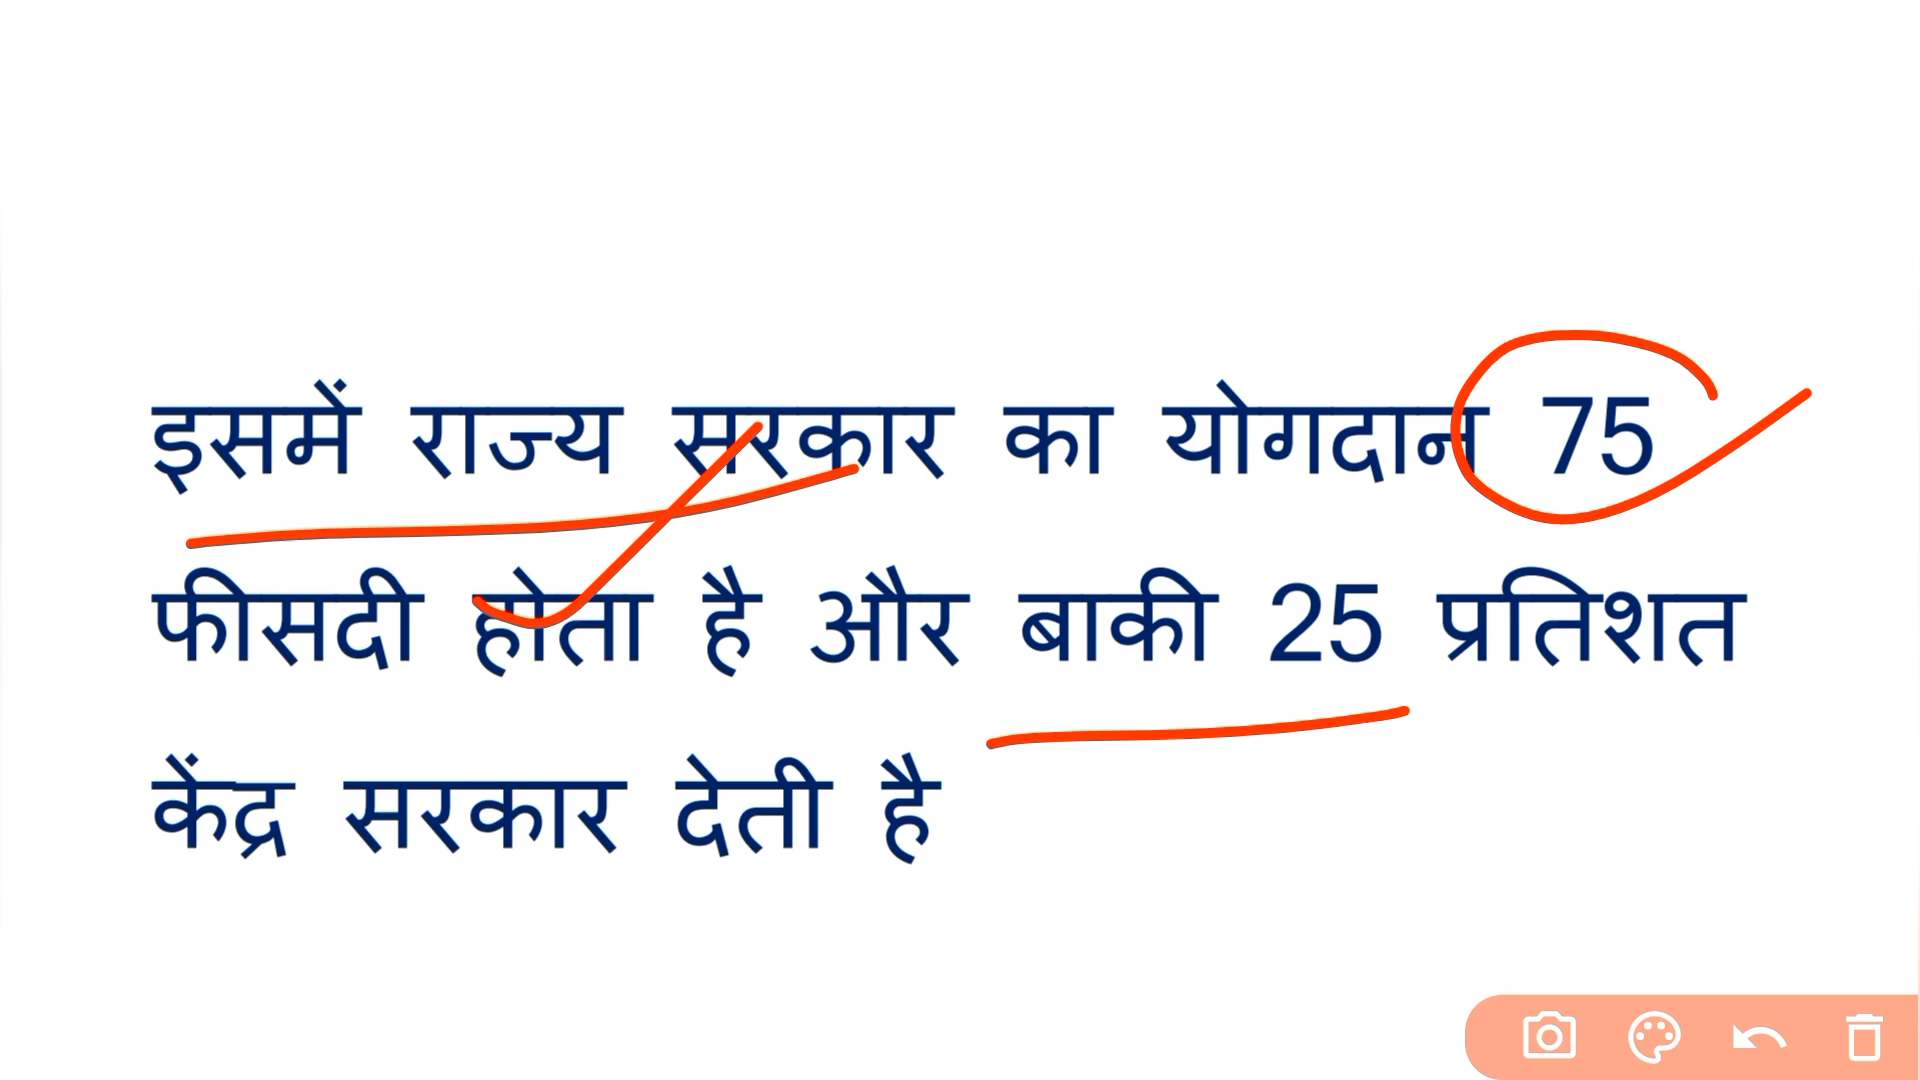 इसमें राज्य सरकार का योगदान 75
फीसदी होता है और बाकी 25 प्रतिशत
केंद्र सरकार देती है